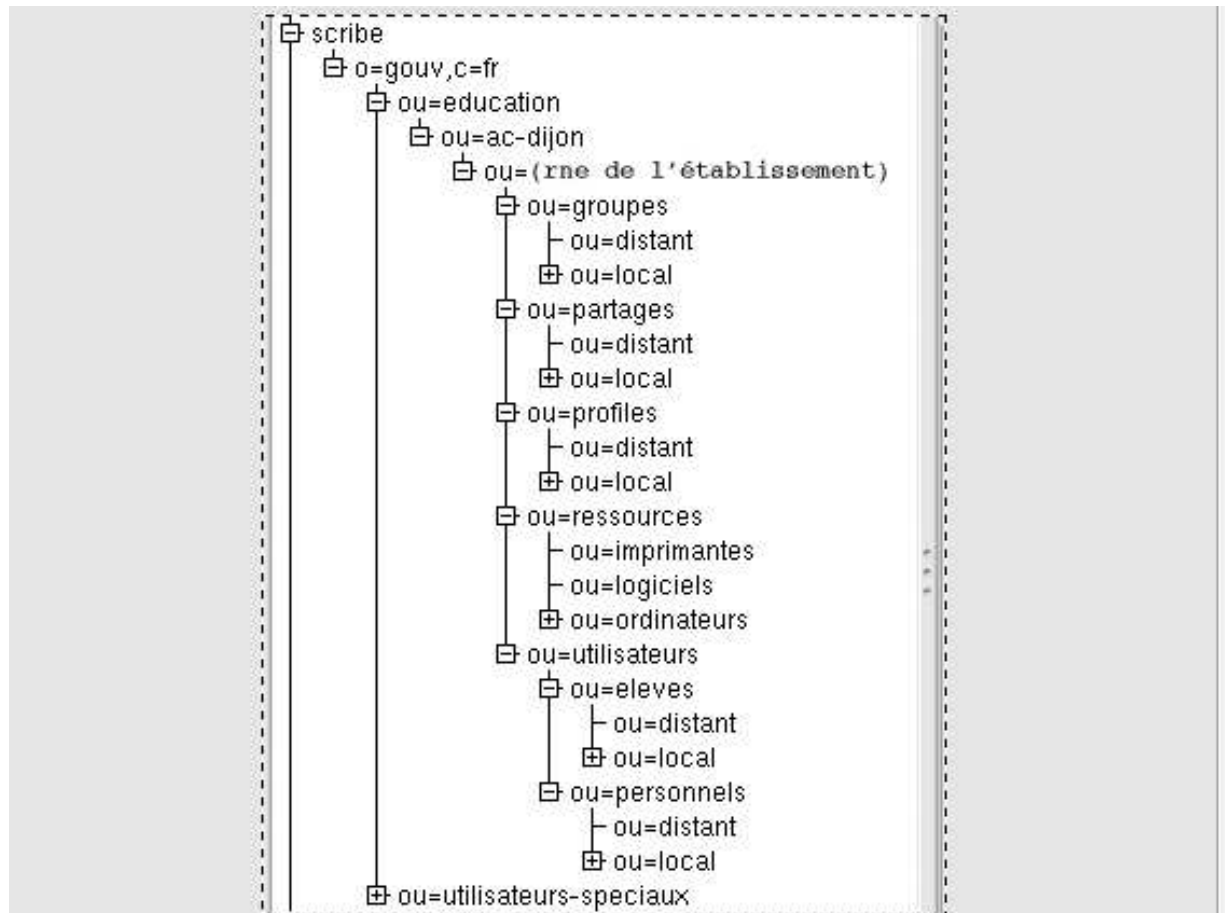 scribe
o=gouv,c=fr
ou=education
ou=ac-dijon
ou=(rne de l'établissement)
ou=groupes
ou=distant
ou=local
ou=partages
ou=distant
ou=local
ou=profiles
ou=distant
ou=local
ou=ressources
ou=imprimantes
ou=logiciels
ou=ordinateurs
ou=utilisateurs
ou=eleves
ou=distant
ou=local
ou=personnels
ou=distant
ou=local
ou=utilisateurs-speciaux